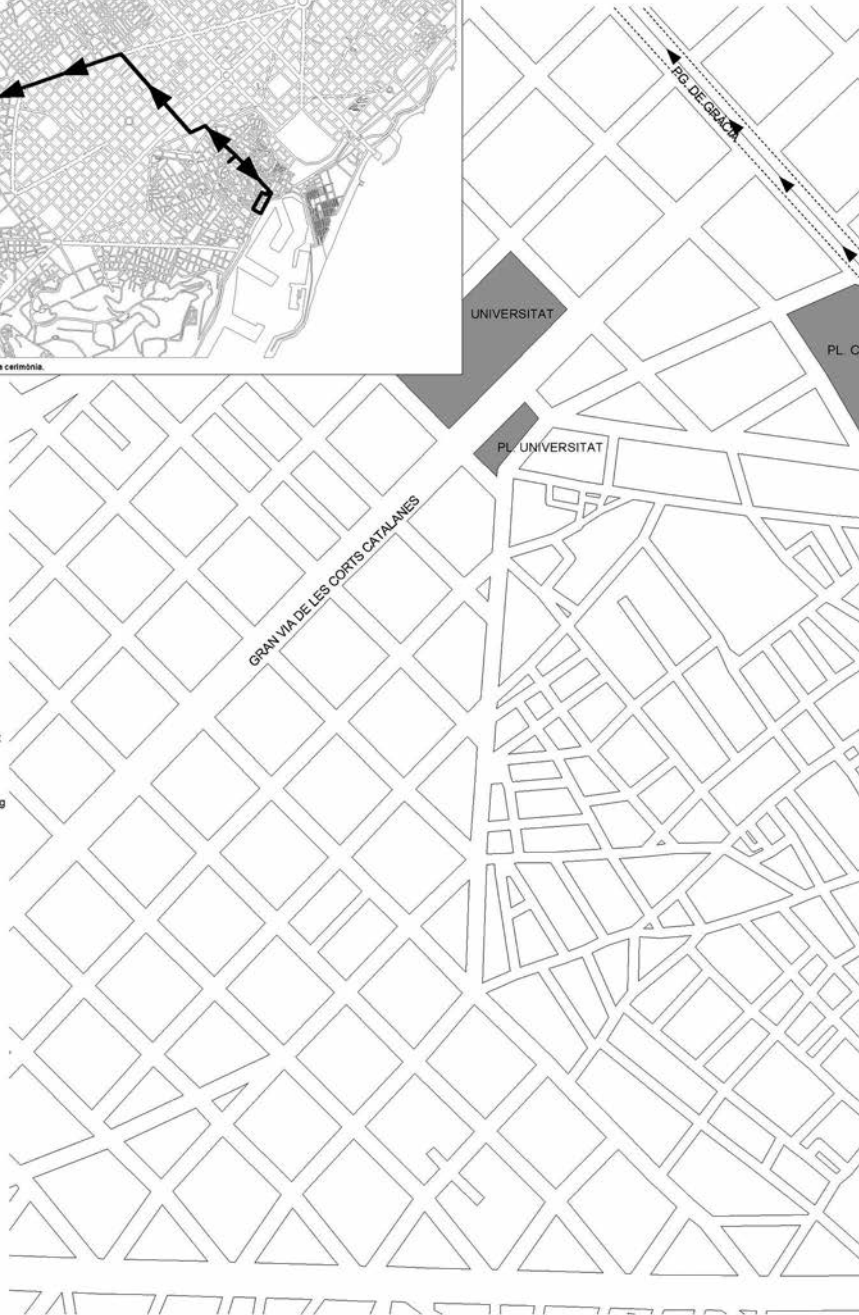 PG. DE GRÀCIA
UNIVERSITAT
PL. C
a cerimònia.
PL. UNIVERSITAT
GRAN VIA DE LES CORTS CATALANES
g